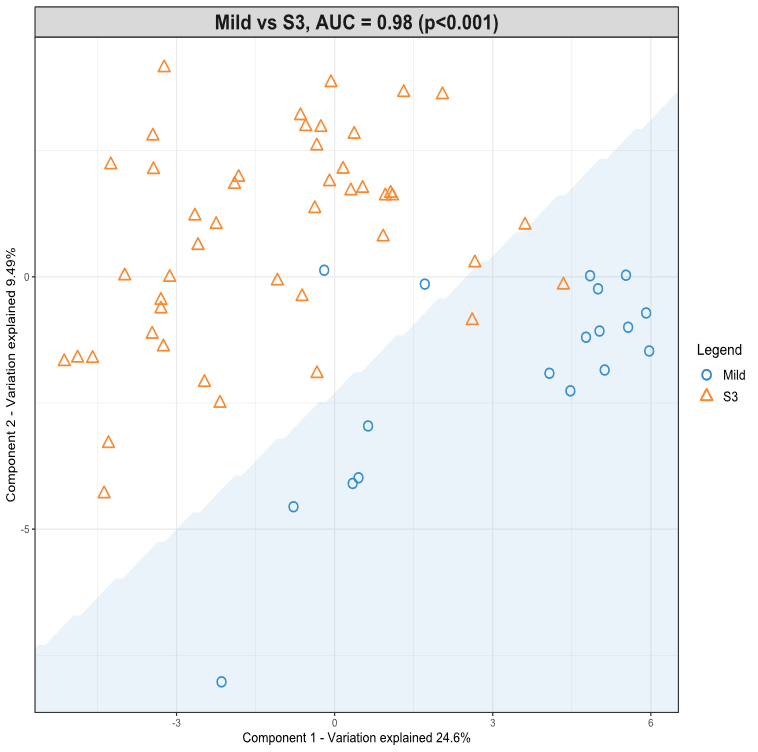 Mild vs S3, AUC = 0.98 (p<0.001)
Component 2 - Variation explained 9.49%
0
-5
-3
0
3
6
Component 1 - Variation explained 24.6%
Legend
Mild
S3